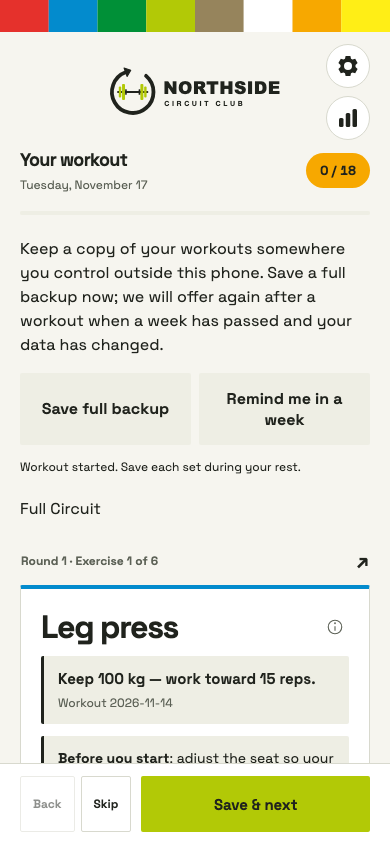 NORTHSIDE
CIRCUIT CLUB
Your workout
Tuesday, November 17
0 / 18
Keep a copy of your workouts somewhere
you control outside this phone. Save a full
backup now; we will offer again after a
workout when a week has passed and your
data has changed.
Save full backup
Remind me in a
week
Workout started. Save each set during your rest.
Full Circuit
Round 1 · Exercise 1 of 6
Leg press
Keep 100 kg — work toward 15 reps.
Workout 2026-11-14
Before you start: adjust the seat so your
Back
Skip
Save & next